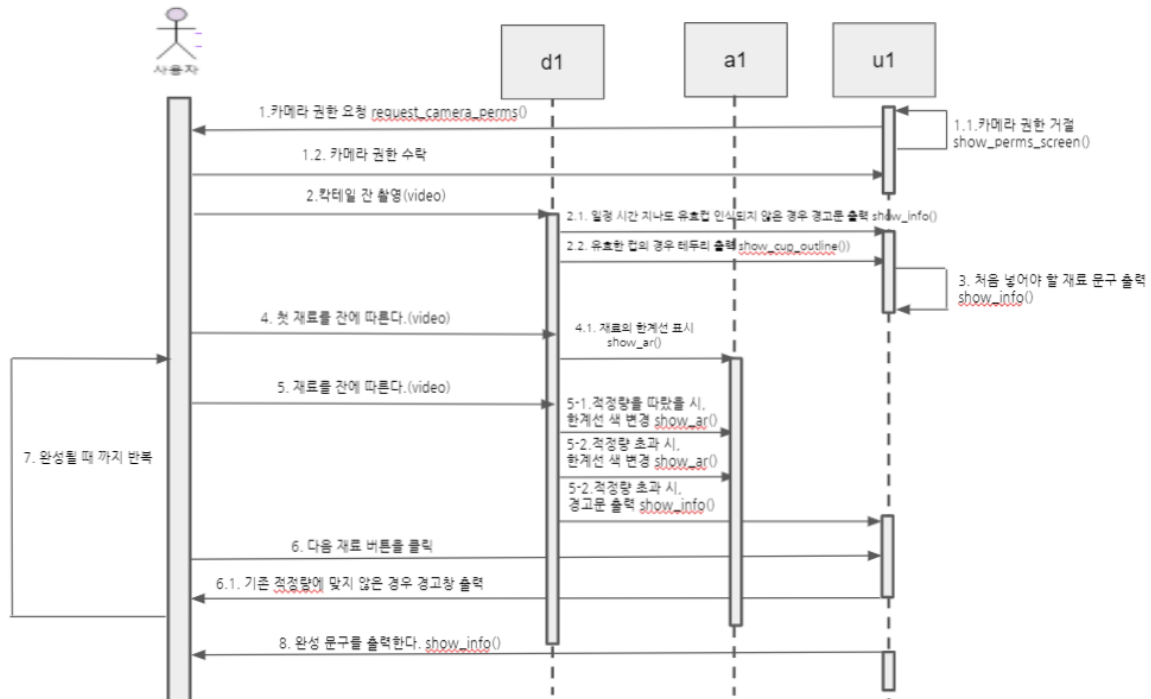 사용자
d1
a1
u1
1.카메라 권한 요청 request_camera_perms()
1.1.카메라 권한 거절
show_perms_screen()
1.2. 카메라 권한 수락
2.칵테일 잔 촬영(video)
2.1. 일정 시간 지나도 유효컵 인식되지 않은 경우 경고문 출력 show_info()
2.2. 유효한 컵의 경우 테두리 출력 show_cup_outline())
3. 처음 넣어야 할 재료 문구 출력
show_info()
4. 첫 재료를 잔에 따른다.(video)
4.1. 재료의 한계선 표시
show_ar()
5. 재료를 잔에 따른다.(video)
5-1.적정량을 따랐을 시,
한계선 색 변경 show_ar()
5-2.적정량 초과 시,
한계선 색 변경 show_ar()
5-2.적정량 초과 시,
경고문 출력 show_info()
7. 완성될 때 까지 반복
6. 다음 재료 버튼을 클릭
6.1. 기존 적정량에 맞지 않은 경우 경고창 출력
8. 완성 문구를 출력한다. show_info()